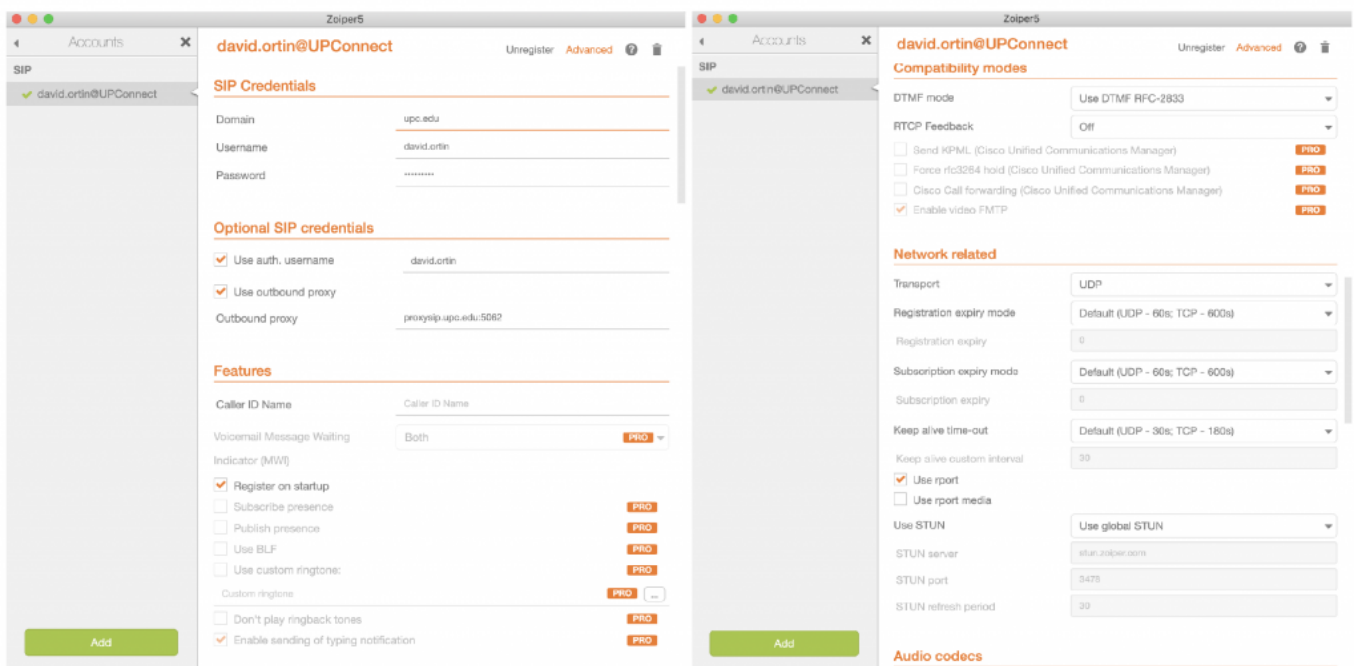 Zoiper5
Accounts
SIP
david.ortin@UPConnect
david.ortin@UPConnect Unregister Advanced ?
SIP Credentials
Domain upc.edu
Username david.ortin
Password ·········
Optional SIP credentials
Use auth. username david.ortin
Use outbound proxy
Outbound proxy proxysip.upc.edu:5062
Features
Caller ID Name Caller ID Name
Voicemail Message Waiting Both PRO
Indicator (MWI)
Register on startup
Subscribe presence PRO
Publish presence PRO
Use BLF PRO
Use custom ringtone: PRO
Custom ringtone PRO ...
Don't play ringback tones PRO
Enable sending of typing notification PRO
Add
Zoiper5
Accounts
SIP
david.ortin@UPConnect
david.ortin@UPConnect Unregister Advanced ?
Compatibility modes
DTMF mode Use DTMF RFC-2833
RTCP Feedback Off
Send KPML (Cisco Unified Communications Manager) PRO
Force rfc3264 hold (Cisco Unified Communications Manager) PRO
Cisco Call forwarding (Cisco Unified Communications Manager) PRO
Enable video FMTP PRO
Network related
Transport UDP
Registration expiry mode Default (UDP - 60s; TCP - 600s)
Registration expiry 0
Subscription expiry mode Default (UDP - 60s; TCP - 600s)
Subscription expiry 0
Keep alive time-out Default (UDP - 30s; TCP - 180s)
Keep alive custom interval 30
Use rport
Use rport media
Use STUN Use global STUN
STUN server stun.zoiper.com
STUN port 3478
STUN refresh period 30
Audio codecs
Add